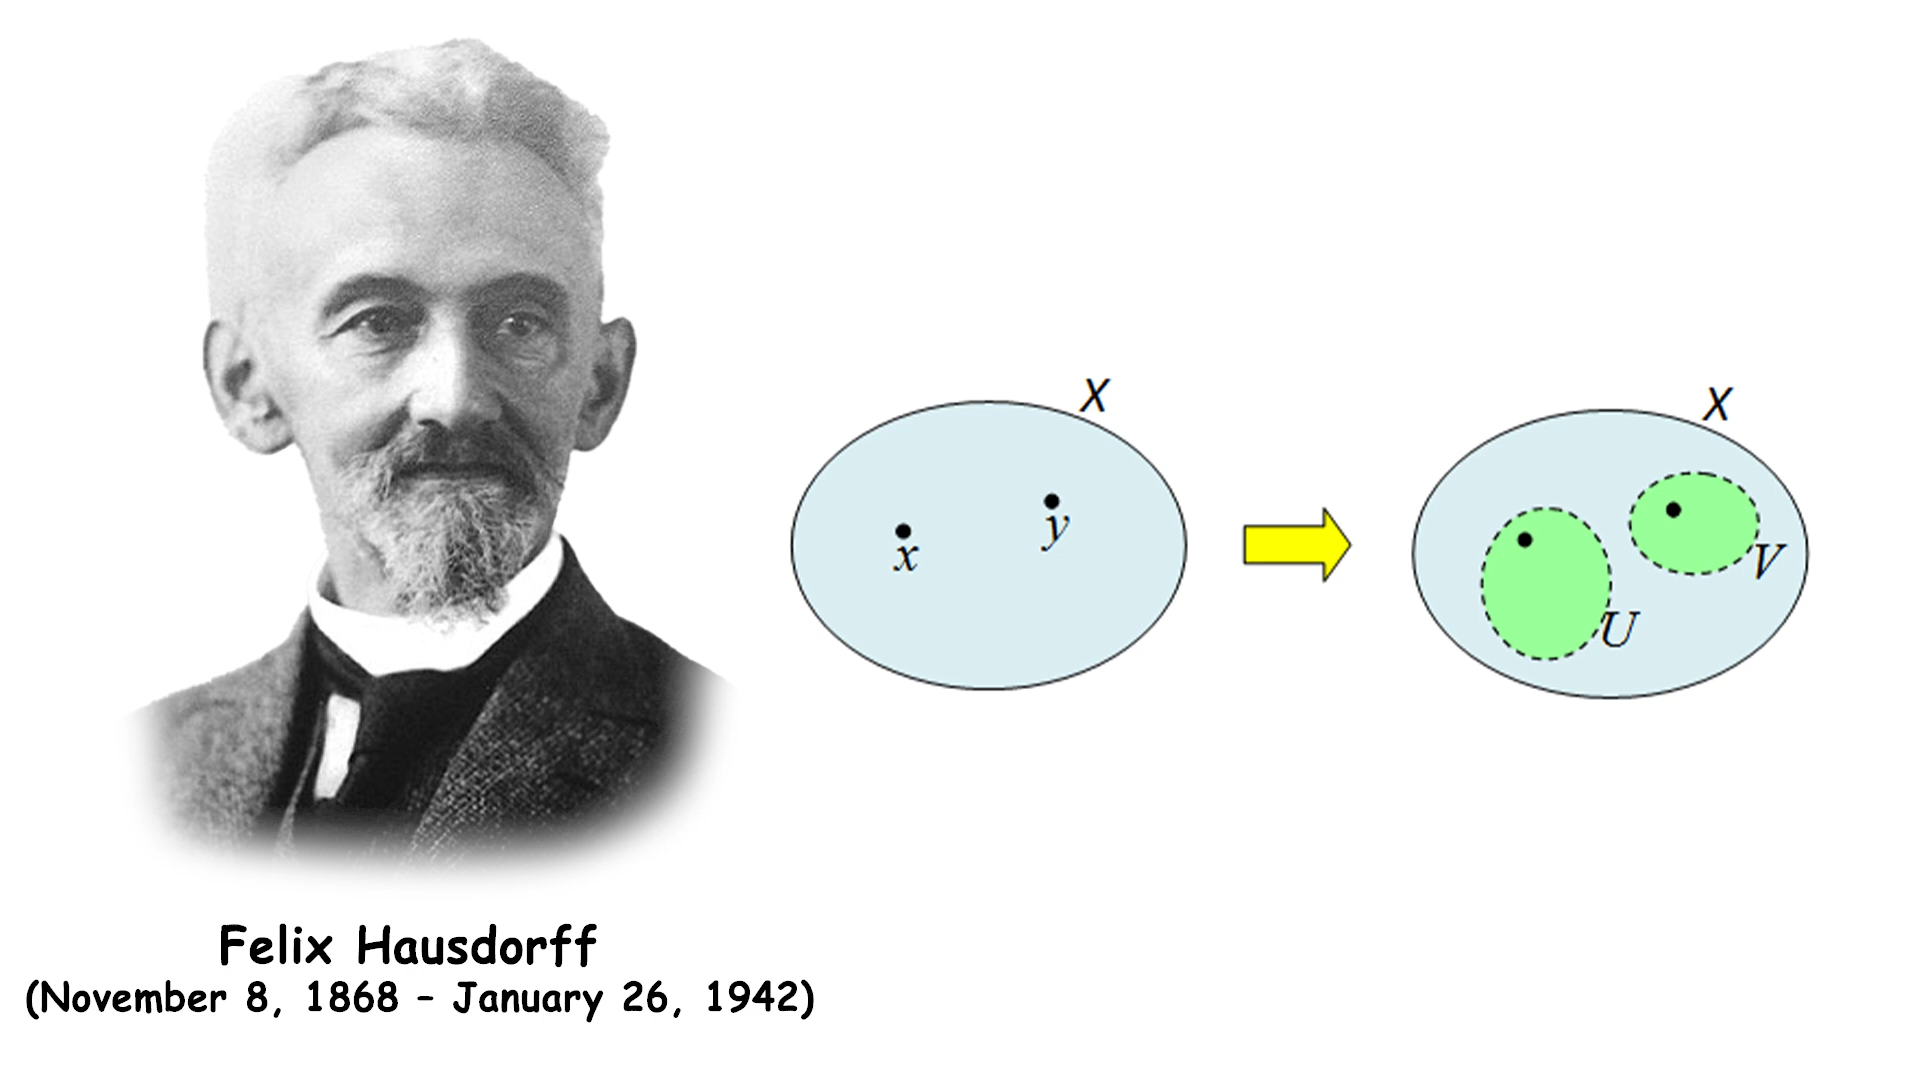 Felix Hausdorff
(November 8, 1868 – January 26, 1942)
X
x
y
X
U
V